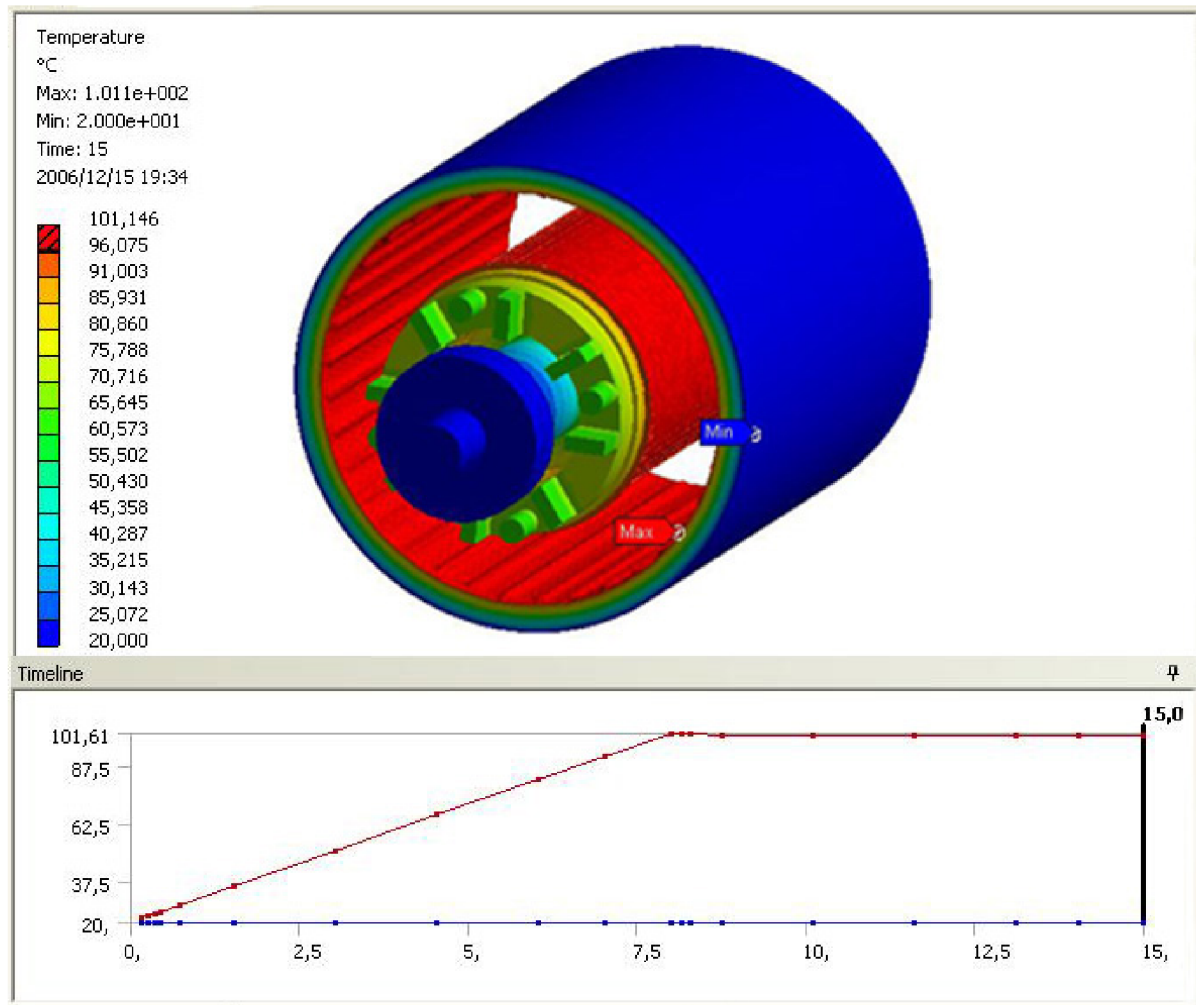 Temperature
°C
Max: 1.011e+002
Min: 2.000e+001
Time: 15
2006/12/15 19:34
101,146
96,075
91,003
85,931
80,860
75,788
70,716
65,645
60,573
55,502
50,430
45,358
40,287
35,215
30,143
25,072
20,000
Min
Max
Timeline
15,0
101,61
87,5
62,5
37,5
20,
0, 2,5 5, 7,5 10, 12,5 15,